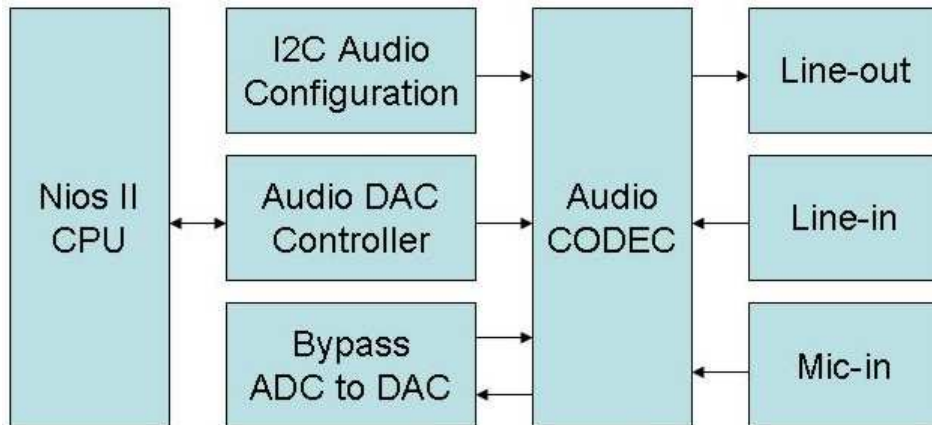 Nios II
CPU
I2C Audio
Configuration
Audio DAC
Controller
Bypass
ADC to DAC
Audio
CODEC
Line-out
Line-in
Mic-in